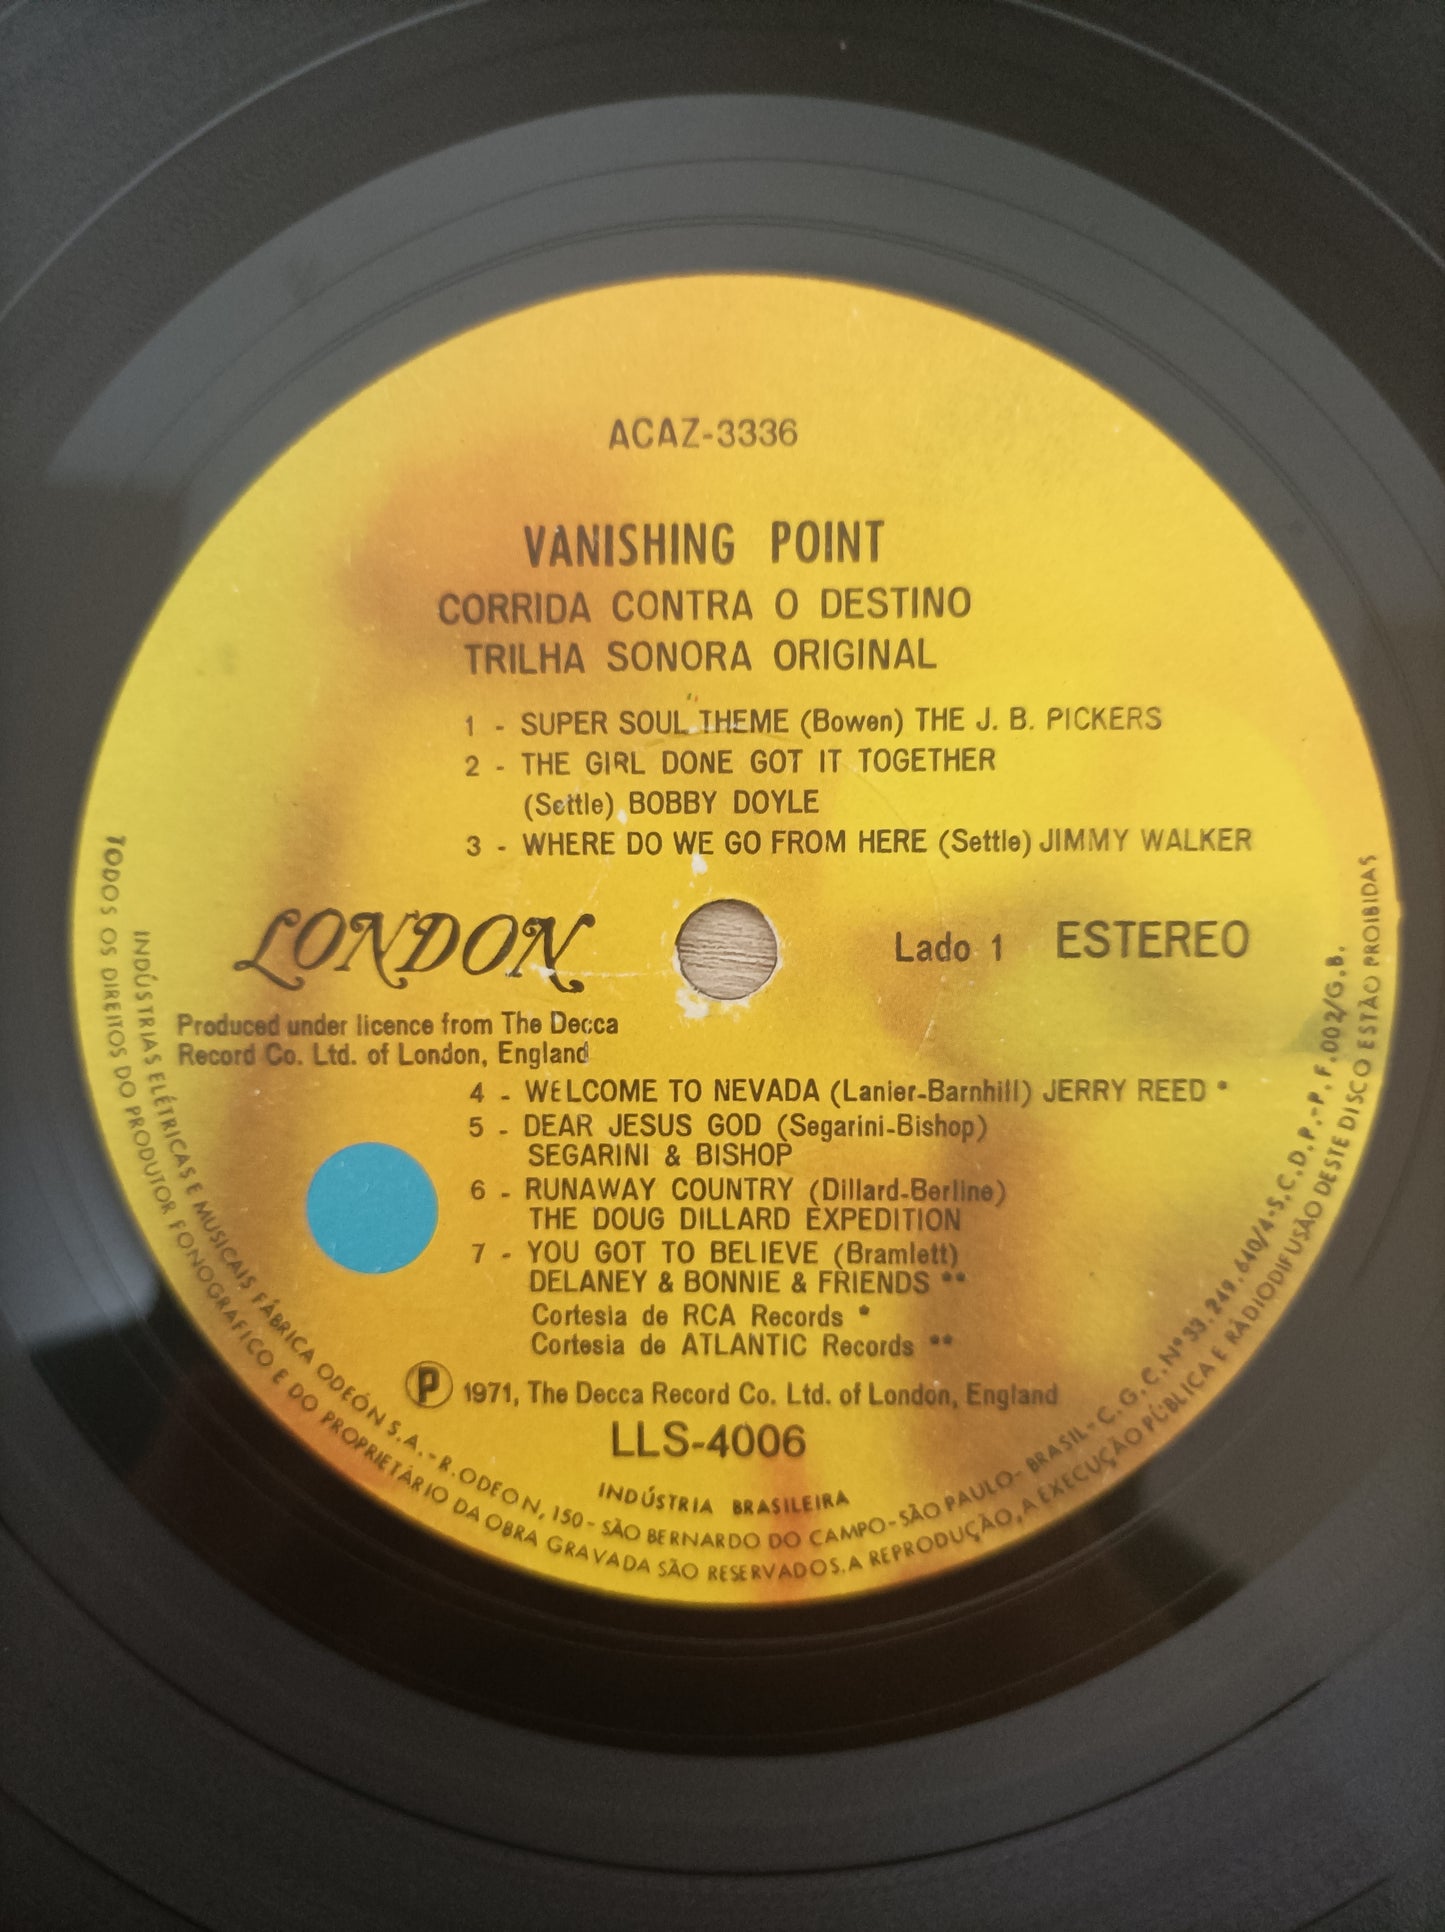 ACAZ-3336
VANISHING POINT
CORRIDA CONTRA O DESTINO
TRILHA SONORA ORIGINAL
1 - SUPER SOUL THEME (Bowen) THE J. B. PICKERS
2 - THE GIRL DONE GOT IT TOGETHER
(Settle) BOBBY DOYLE
3 - WHERE DO WE GO FROM HERE (Settle) JIMMY WALKER
LONDON
Lado 1 ESTEREO
Produced under licence from The Decca
Record Co. Ltd. of London, England
4 - WELCOME TO NEVADA (Lanier-Barnhill) JERRY REED *
5 - DEAR JESUS GOD (Segarini-Bishop)
SEGARINI & BISHOP
6 - RUNAWAY COUNTRY (Dillard-Berline)
THE DOUG DILLARD EXPEDITION
7 - YOU GOT TO BELIEVE (Bramlett)
DELANEY & BONNIE & FRIENDS **
Cortesia de RCA Records *
Cortesia de ATLANTIC Records **
Ⓟ 1971, The Decca Record Co. Ltd. of London, England
LLS-4006
INDÚSTRIA BRASILEIRA
INDÚSTRIAS ELÉTRICAS E MUSICAIS FÁBRICA ODEÓN S.A. - R. ODEON, 150 - SÃO BERNARDO DO CAMPO - SÃO PAULO - BRASIL - C.G.C. Nº 33.249.640/4 - S.C.D.P. - P.F. 002/G.B.
TODOS OS DIREITOS DO PRODUTOR FONOGRAFICO E DO PROPRIETÁRIO DA OBRA GRAVADA SÃO RESERVADOS. A REPRODUÇÃO, A EXECUÇÃO PÚBLICA E RÀDIODIFUSÃO DESTE DISCO ESTÃO PROIBIDAS